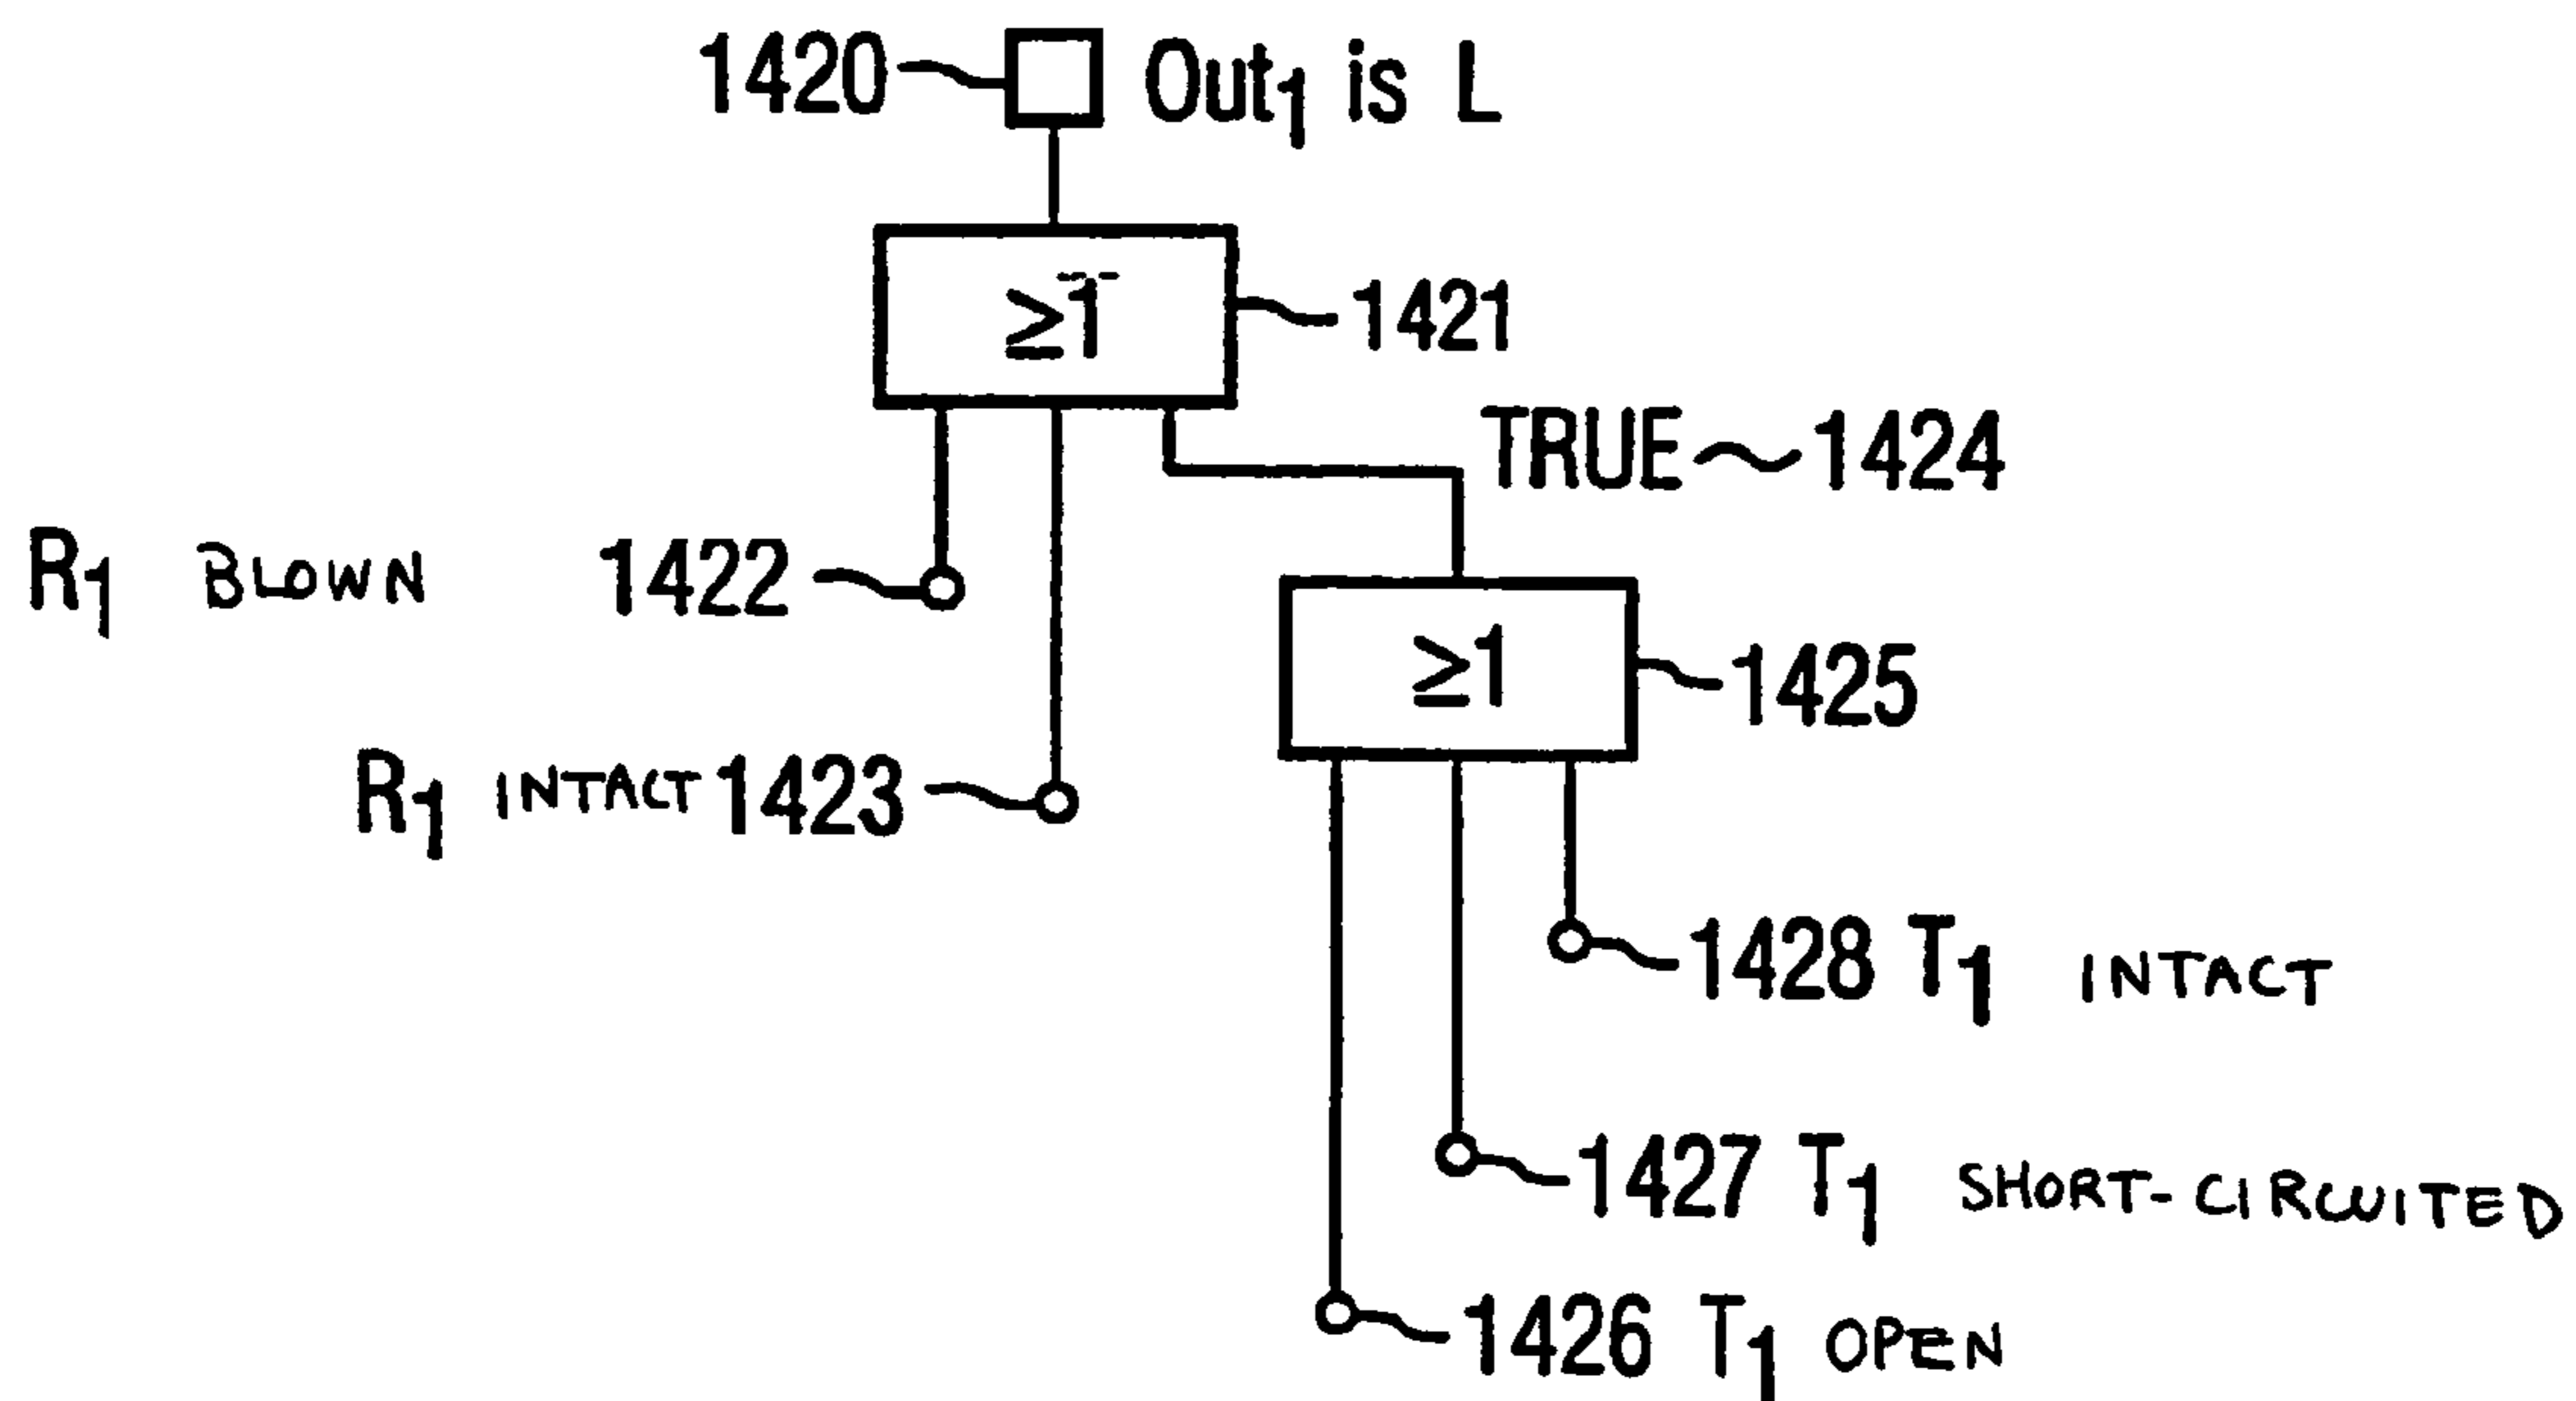 1420 Out₁ is L
≥1 1421
TRUE 1424
R₁ BLOWN 1422
≥1 1425
R₁ INTACT 1423
1428 T₁ INTACT
1427 T₁ SHORT-CIRCUITED
1426 T₁ OPEN